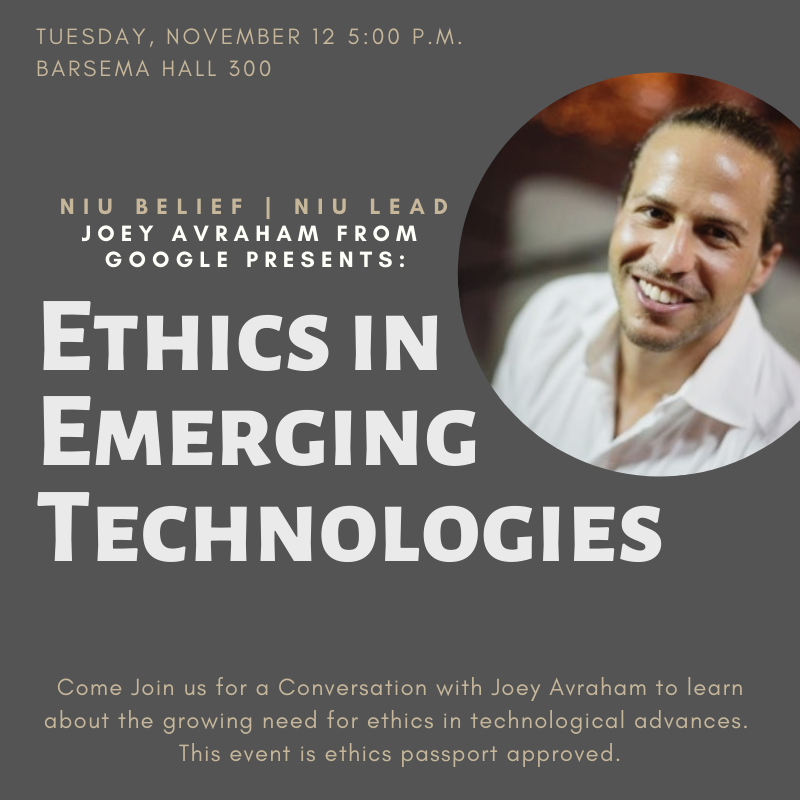 TUESDAY, NOVEMBER 12 5:00 P.M.
BARSEMA HALL 300
NIU BELIEF | NIU LEAD
JOEY AVRAHAM FROM
GOOGLE PRESENTS:
ETHICS IN
EMERGING
TECHNOLOGIES
Come Join us for a Conversation with Joey Avraham to learn
about the growing need for ethics in technological advances.
This event is ethics passport approved.